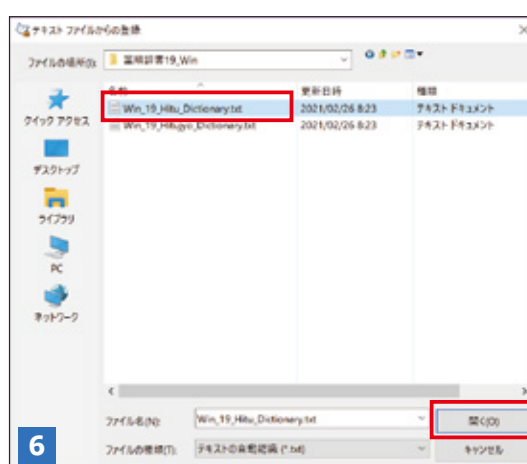 テキスト ファイルからの登録
ファイルの場所(I):
薬用辞書19_Win
名前
更新日時
種類
Win_19_Hitu_Dictionary.txt
2021/02/26 8:23
テキスト ドキュメント
Win_19_Hitugyo_Dictionary.txt
2021/02/26 8:23
テキスト ドキュメント
クイック アクセス
デスクトップ
ライブラリ
PC
ネットワーク
ファイル名(N):
Win_19_Hitu_Dictionary.txt
開く(O)
ファイルの種類(T):
テキストの自動認識 (*.txt)
キャンセル
6